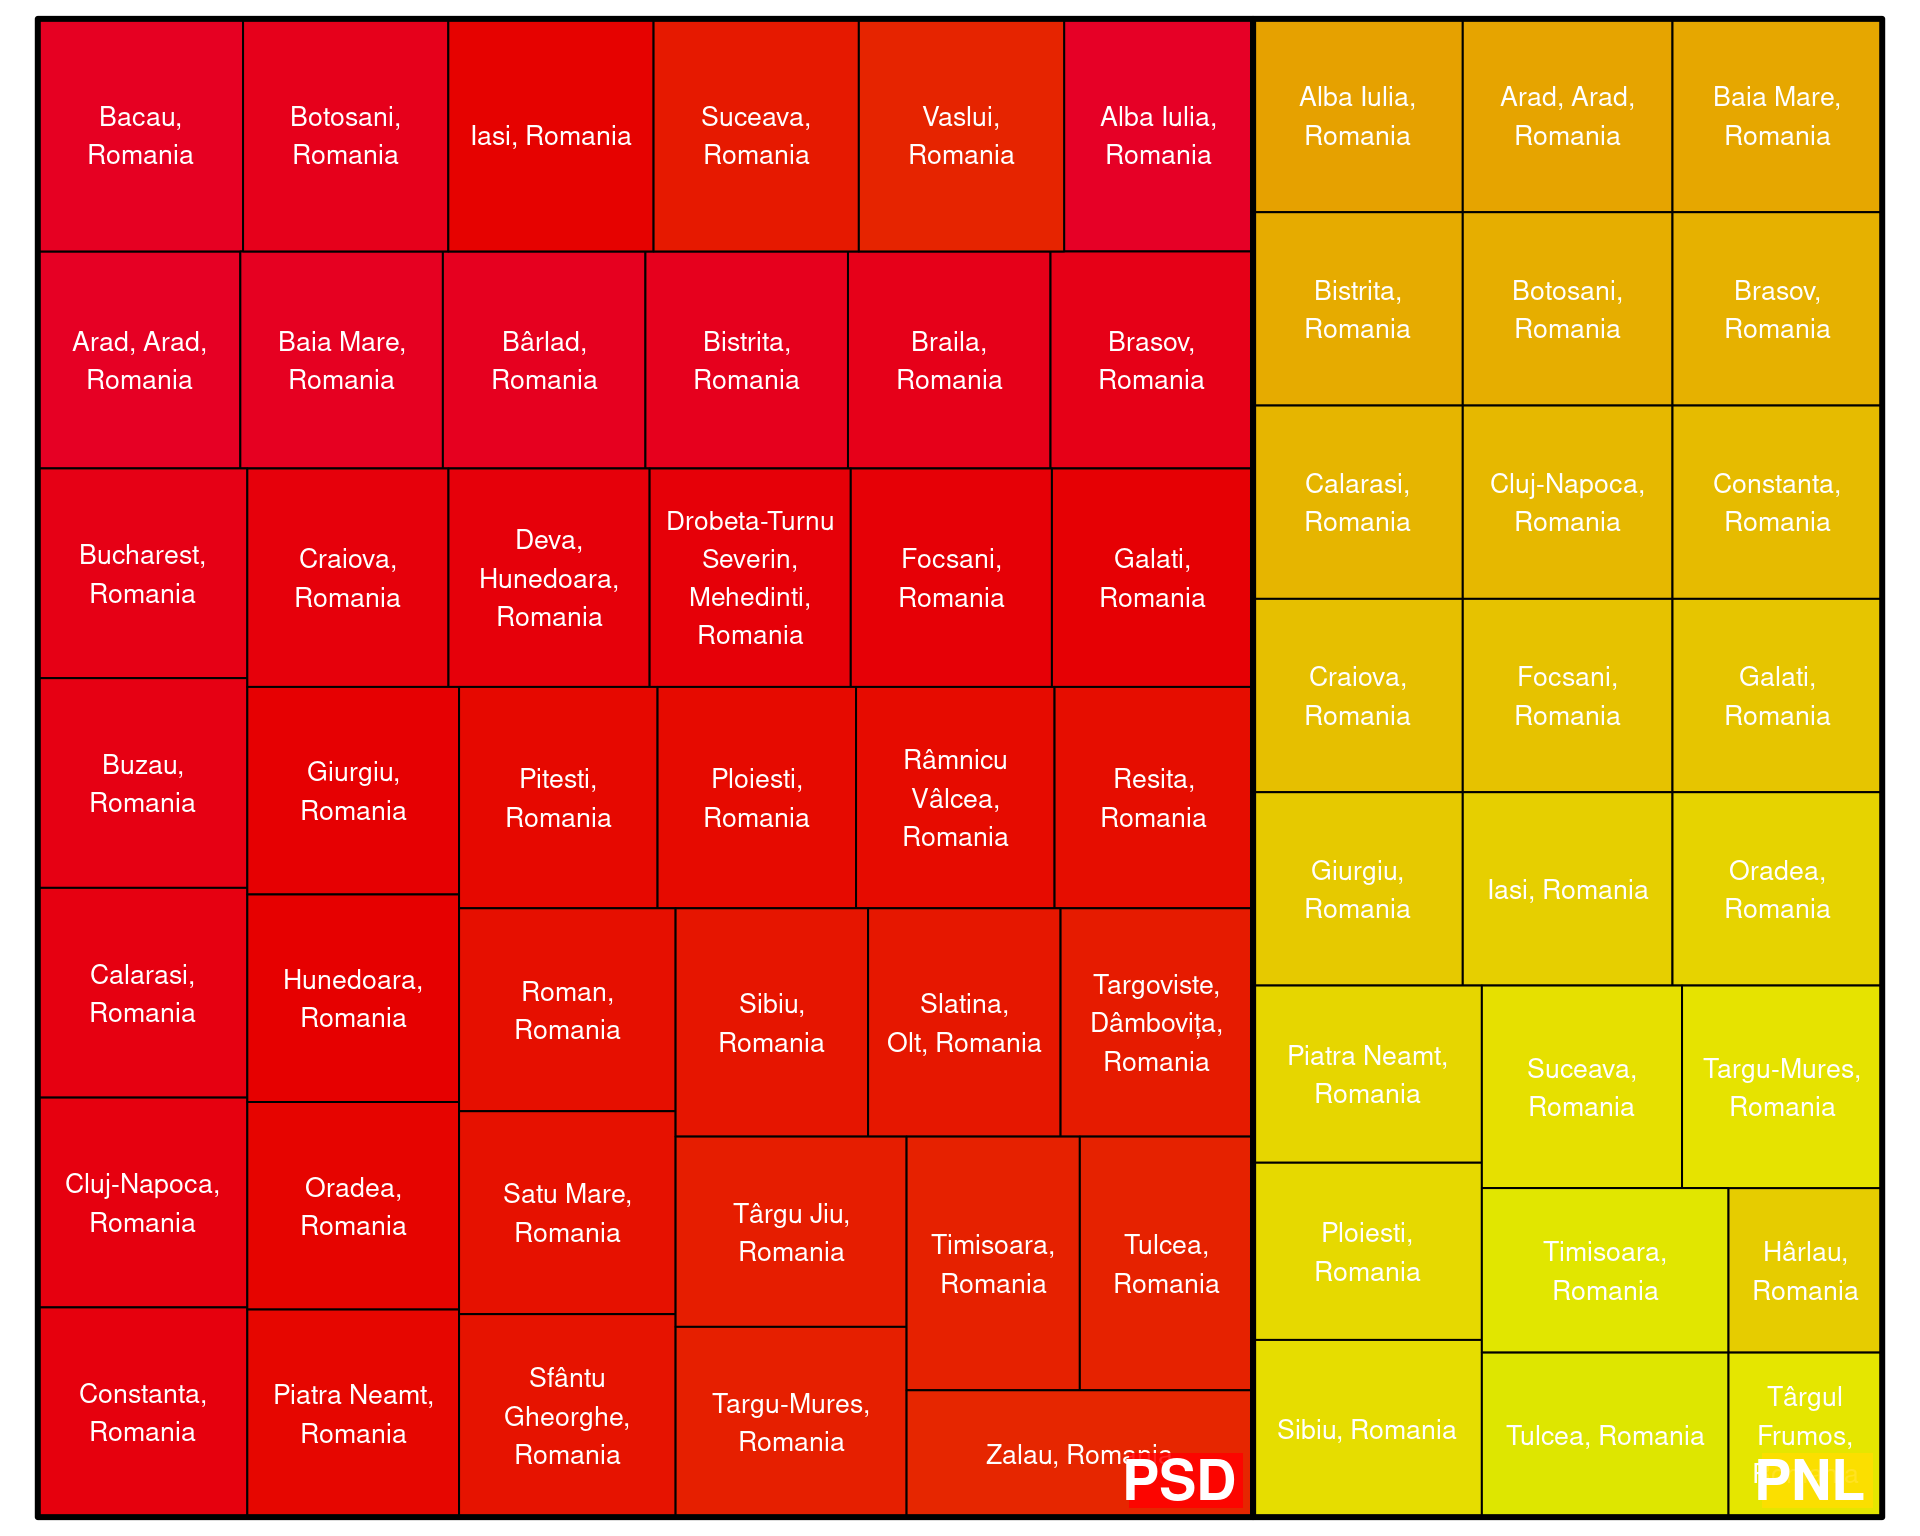 Bacau,
Romania
Botosani,
Romania
Iasi, Romania
Suceava,
Romania
Vaslui,
Romania
Alba Iulia,
Romania
Arad, Arad,
Romania
Baia Mare,
Romania
Bârlad,
Romania
Bistrita,
Romania
Braila,
Romania
Brasov,
Romania
Bucharest,
Romania
Craiova,
Romania
Deva,
Hunedoara,
Romania
Drobeta-Turnu
Severin,
Mehedinti,
Romania
Focsani,
Romania
Galati,
Romania
Buzau,
Romania
Giurgiu,
Romania
Pitesti,
Romania
Ploiesti,
Romania
Râmnicu
Vâlcea,
Romania
Resita,
Romania
Calarasi,
Romania
Hunedoara,
Romania
Roman,
Romania
Sibiu,
Romania
Slatina,
Olt, Romania
Targoviste,
Dâmbovița,
Romania
Cluj-Napoca,
Romania
Oradea,
Romania
Satu Mare,
Romania
Târgu Jiu,
Romania
Timisoara,
Romania
Tulcea,
Romania
Constanta,
Romania
Piatra Neamt,
Romania
Sfântu
Gheorghe,
Romania
Targu-Mures,
Romania
Zalau, Romania
PSD
Alba Iulia,
Romania
Arad, Arad,
Romania
Baia Mare,
Romania
Bistrita,
Romania
Botosani,
Romania
Brasov,
Romania
Calarasi,
Romania
Cluj-Napoca,
Romania
Constanta,
Romania
Craiova,
Romania
Focsani,
Romania
Galati,
Romania
Giurgiu,
Romania
Iasi, Romania
Oradea,
Romania
Piatra Neamt,
Romania
Suceava,
Romania
Targu-Mures,
Romania
Ploiesti,
Romania
Timisoara,
Romania
Hârlau,
Romania
Sibiu, Romania
Tulcea, Romania
Târgul
Frumos,
PNL